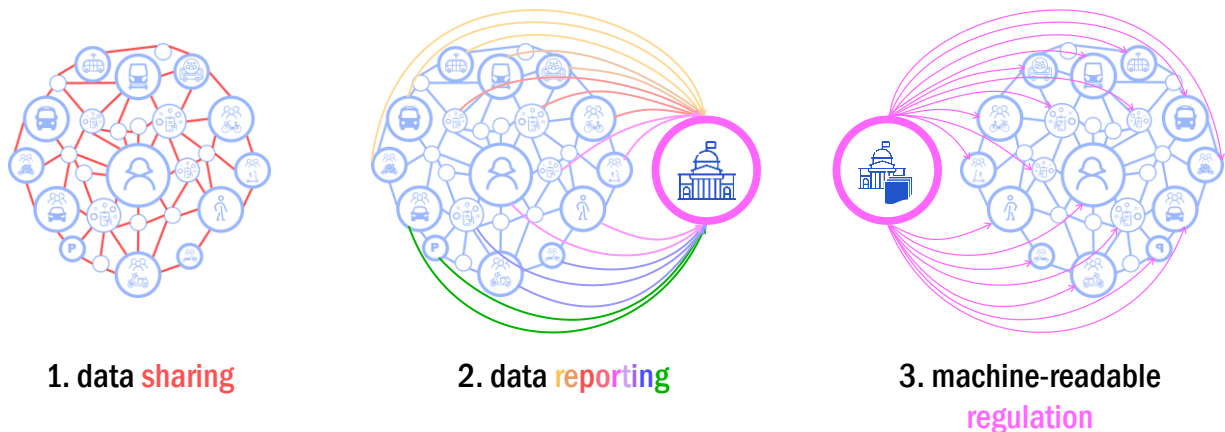 P
P
1. data sharing
2. data reporting
3. machine-readable
regulation